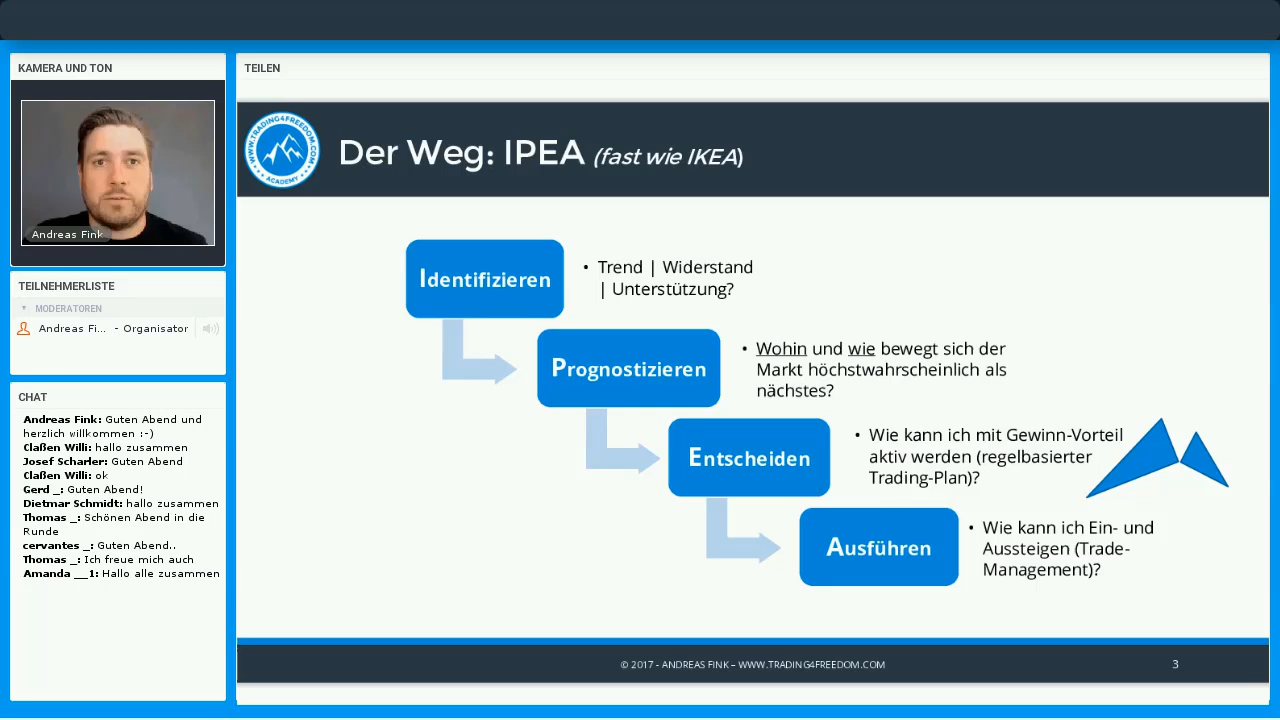 KAMERA UND TON
Andreas Fink
TEILNEHMERLISTE
MODERATOREN
Andreas Fi... - Organisator
CHAT
Andreas Fink: Guten Abend und
herzlich willkommen :-)
Claßen Willi: hallo zusammen
Josef Scharler: Guten Abend
Claßen Willi: ok
Gerd _: Guten Abend!
Dietmar Schmidt: hallo zusammen
Thomas _: Schönen Abend in die
Runde
cervantes _: Guten Abend..
Thomas _: Ich freue mich auch
Amanda __1: Hallo alle zusammen
TEILEN
WWW.TRADING4FREEDOM.COM
ACADEMY
Der Weg: IPEA (fast wie IKEA)
Identifizieren
• Trend | Widerstand
| Unterstützung?
Prognostizieren
• Wohin und wie bewegt sich der
Markt höchstwahrscheinlich als
nächstes?
Entscheiden
• Wie kann ich mit Gewinn-Vorteil
aktiv werden (regelbasierter
Trading-Plan)?
Ausführen
• Wie kann ich Ein- und
Aussteigen (Trade-
Management)?
© 2017 - ANDREAS FINK – WWW.TRADING4FREEDOM.COM
3